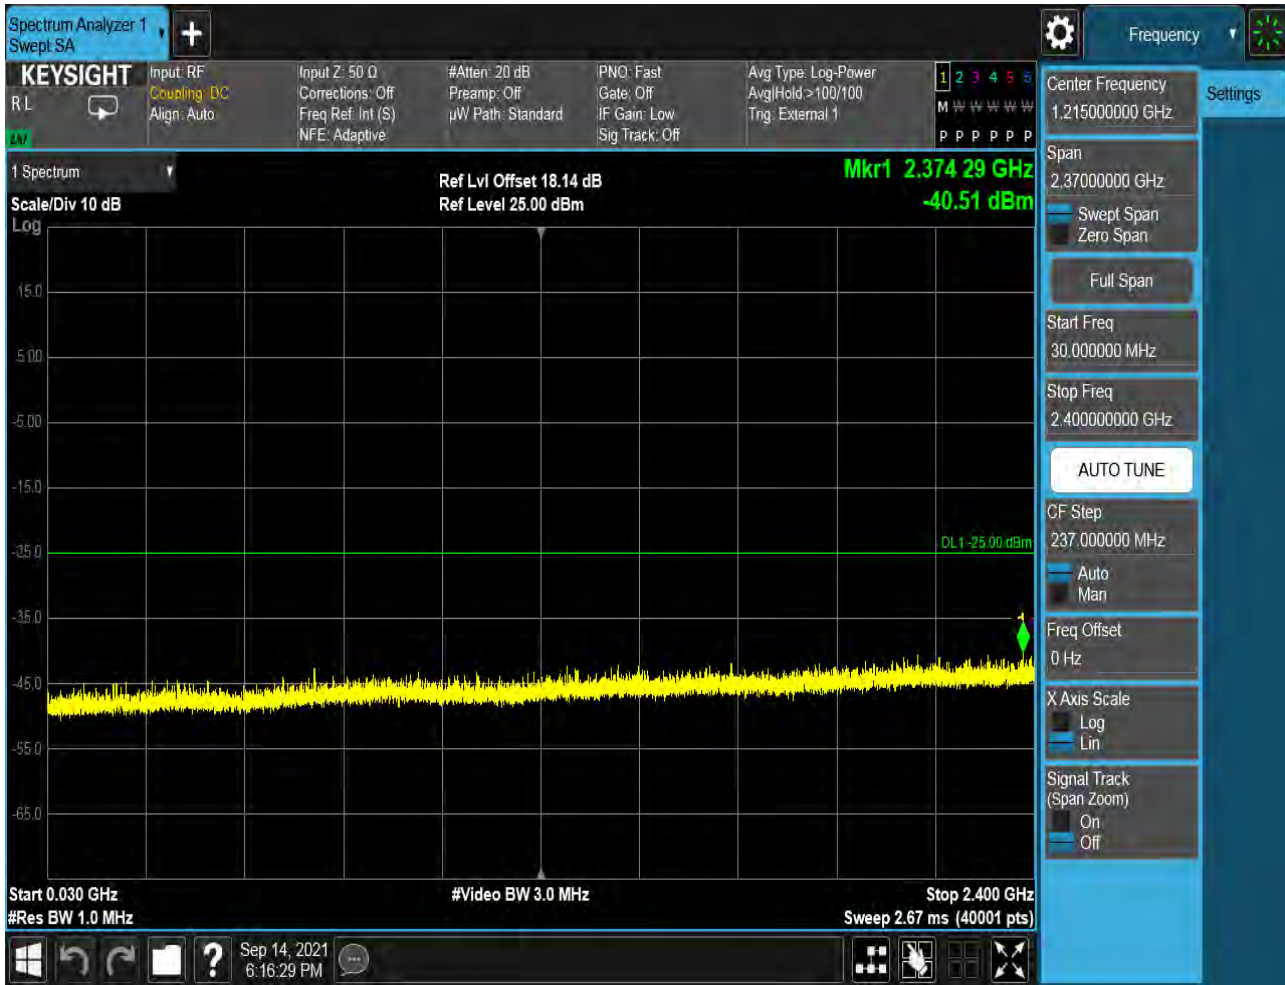 Spectrum Analyzer 1
Swept SA
Frequency
KEYSIGHT
R L
LNI
Input: RF
Coupling: DC
Align: Auto
Input Z: 50 Ω
Corrections: Off
Freq Ref: Int (S)
NFE: Adaptive
#Atten: 20 dB
Preamp: Off
µW Path: Standard
PNO: Fast
Gate: Off
IF Gain: Low
Sig Track: Off
Avg Type: Log-Power
Avg|Hold:>100/100
Trig: External 1
1 2 3 4 5 6
M W W W W W
P P P P P P
1 Spectrum
Scale/Div 10 dB
Log
Ref Lvl Offset 18.14 dB
Ref Level 25.00 dBm
Mkr1 2.374 29 GHz
-40.51 dBm
15.0
5.00
-5.00
-15.0
-25.0
-35.0
-45.0
-55.0
-65.0
DL1 -25.00 dBm
1
Start 0.030 GHz
#Res BW 1.0 MHz
#Video BW 3.0 MHz
Stop 2.400 GHz
Sweep 2.67 ms (40001 pts)
Sep 14, 2021
6:16:29 PM
Center Frequency
1.215000000 GHz
Settings
Span
2.37000000 GHz
Swept Span
Zero Span
Full Span
Start Freq
30.000000 MHz
Stop Freq
2.400000000 GHz
AUTO TUNE
CF Step
237.000000 MHz
Auto
Man
Freq Offset
0 Hz
X Axis Scale
Log
Lin
Signal Track
(Span Zoom)
On
Off